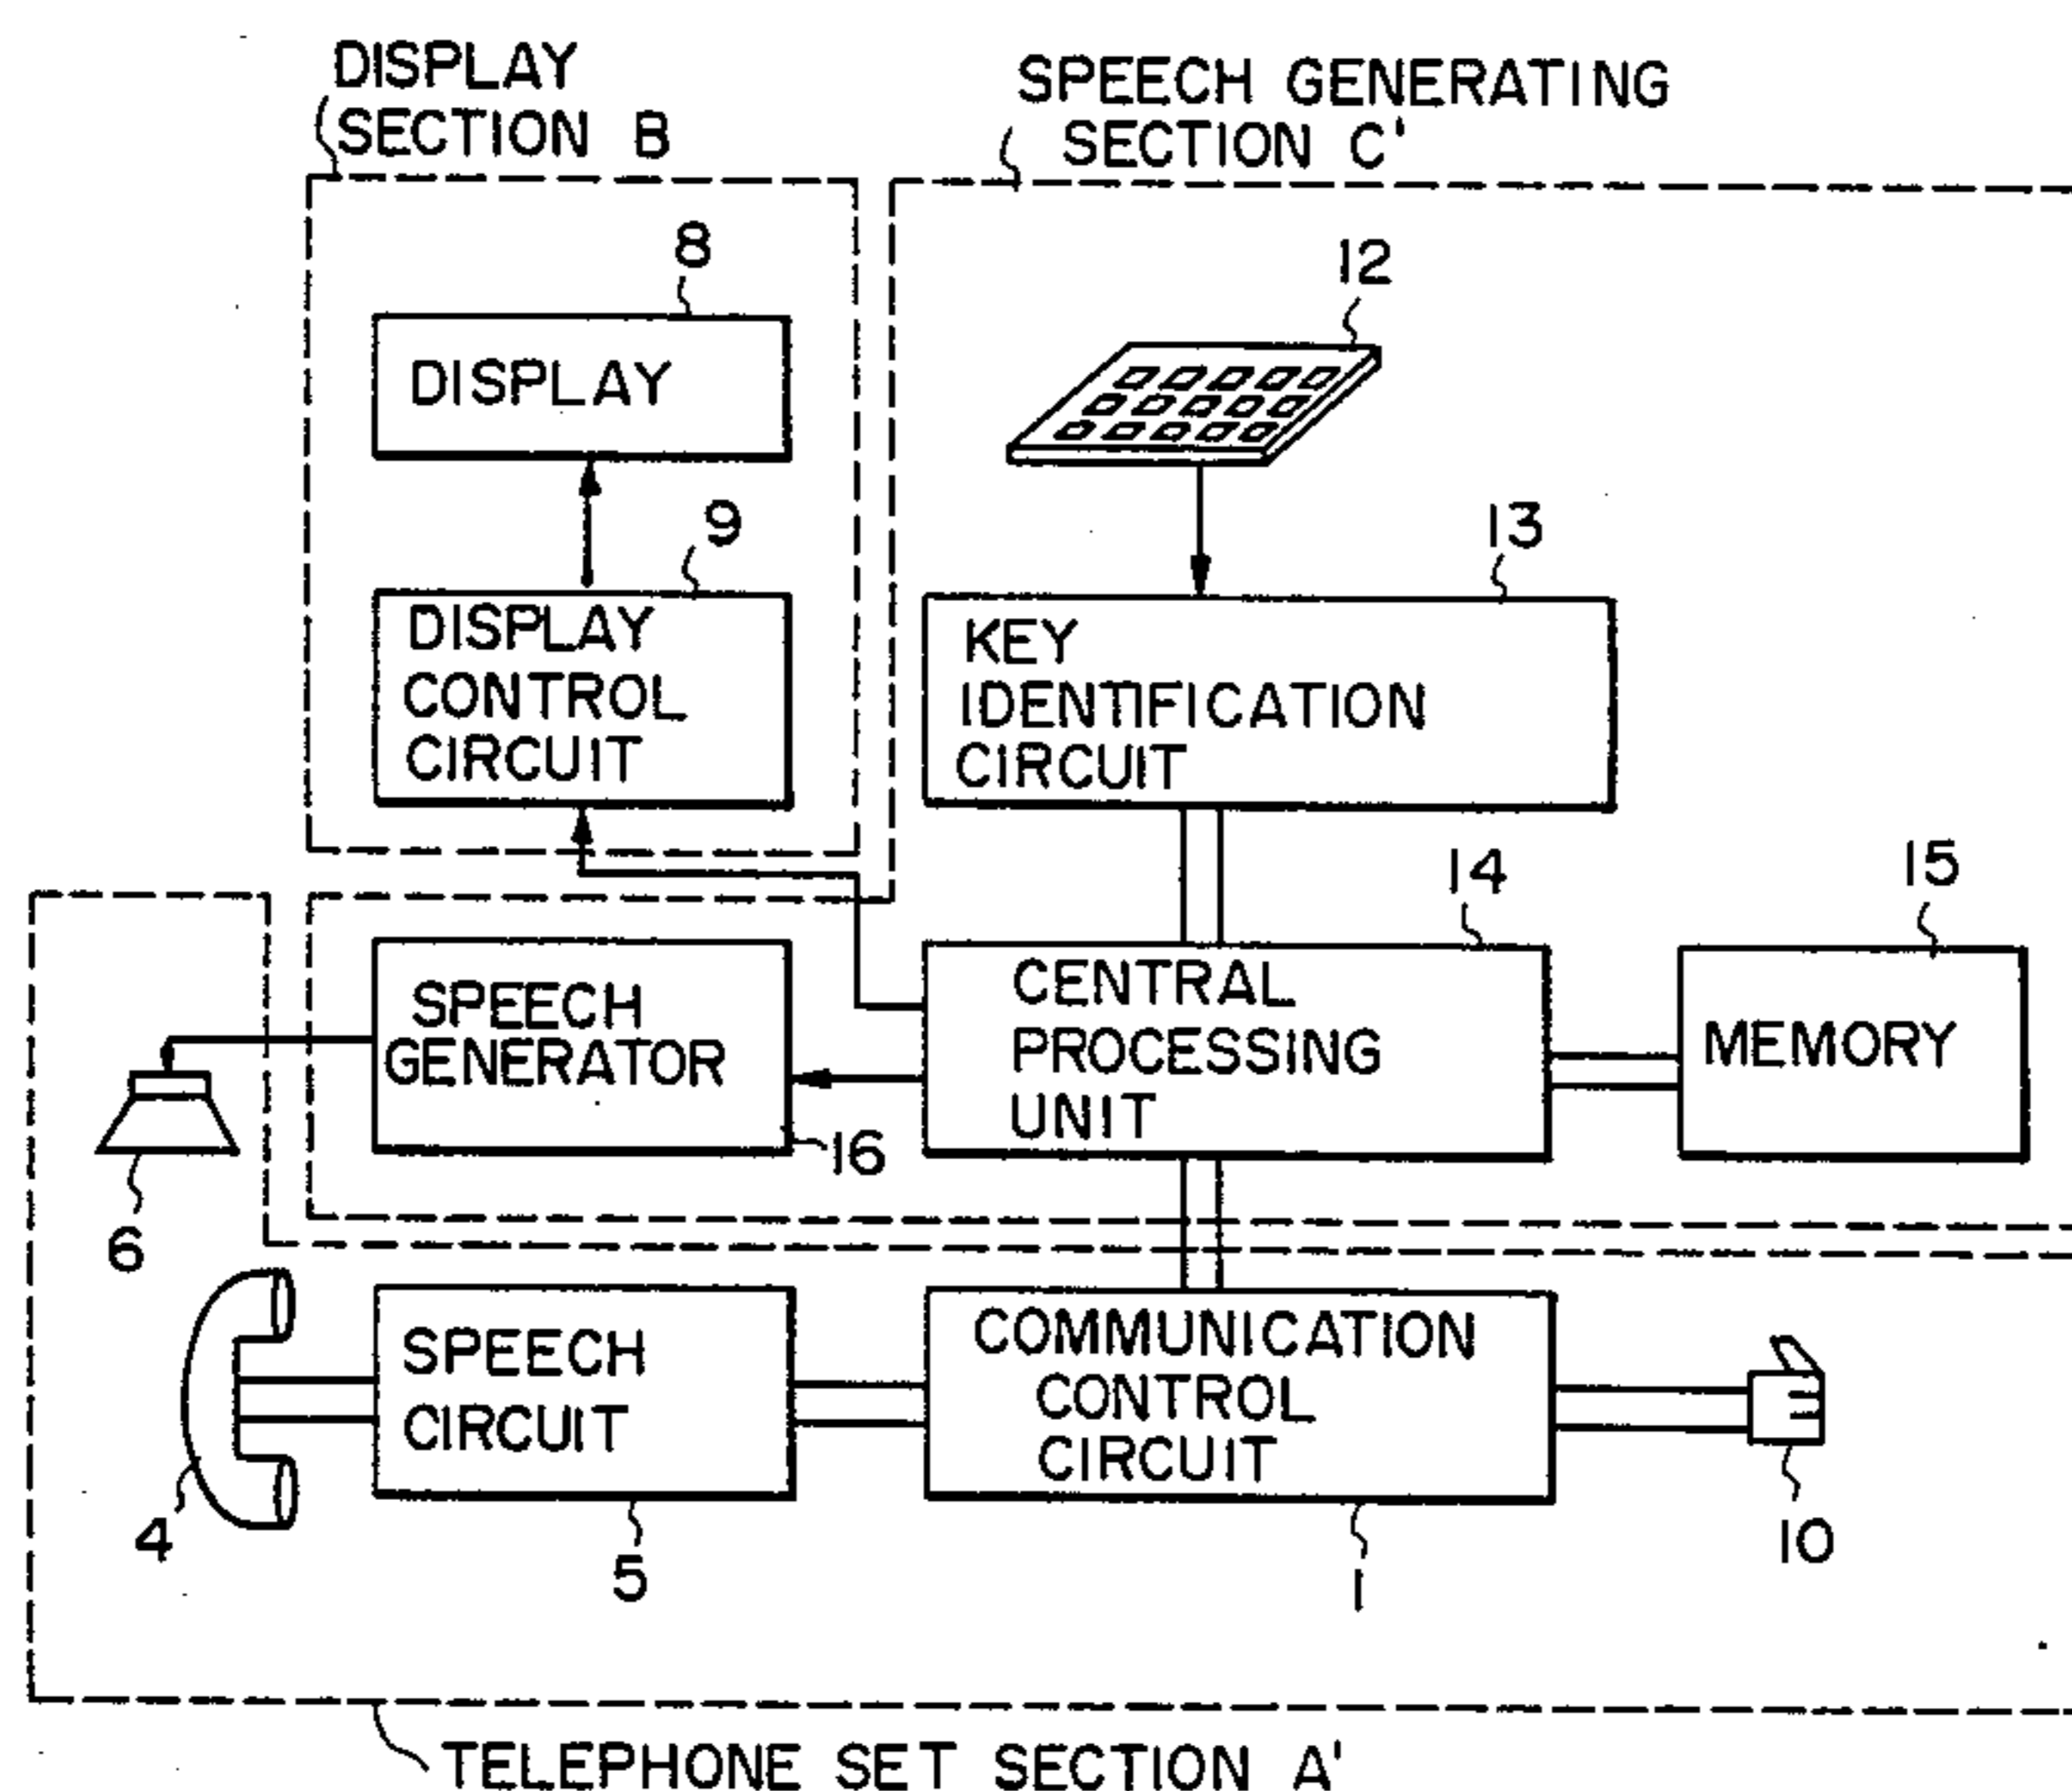 DISPLAY
SECTION B
SPEECH GENERATING
SECTION C'
8
DISPLAY
12
9
DISPLAY
CONTROL
CIRCUIT
13
KEY
IDENTIFICATION
CIRCUIT
14
15
SPEECH
GENERATOR
16
CENTRAL
PROCESSING
UNIT
MEMORY
6
SPEECH
CIRCUIT
COMMUNICATION
CONTROL
CIRCUIT
4
5
1
10
TELEPHONE SET SECTION A'